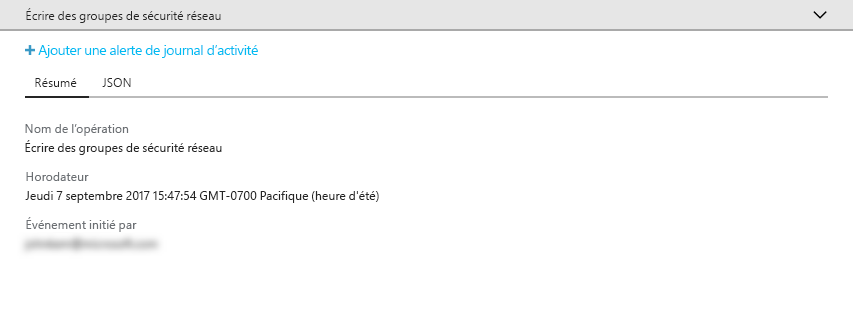 Écrire des groupes de sécurité réseau
+ Ajouter une alerte de journal d'activité
Résumé JSON
Nom de l'opération
Écrire des groupes de sécurité réseau
Horodateur
Jeudi 7 septembre 2017 15:47:54 GMT-0700 Pacifique (heure d'été)
Événement initié par